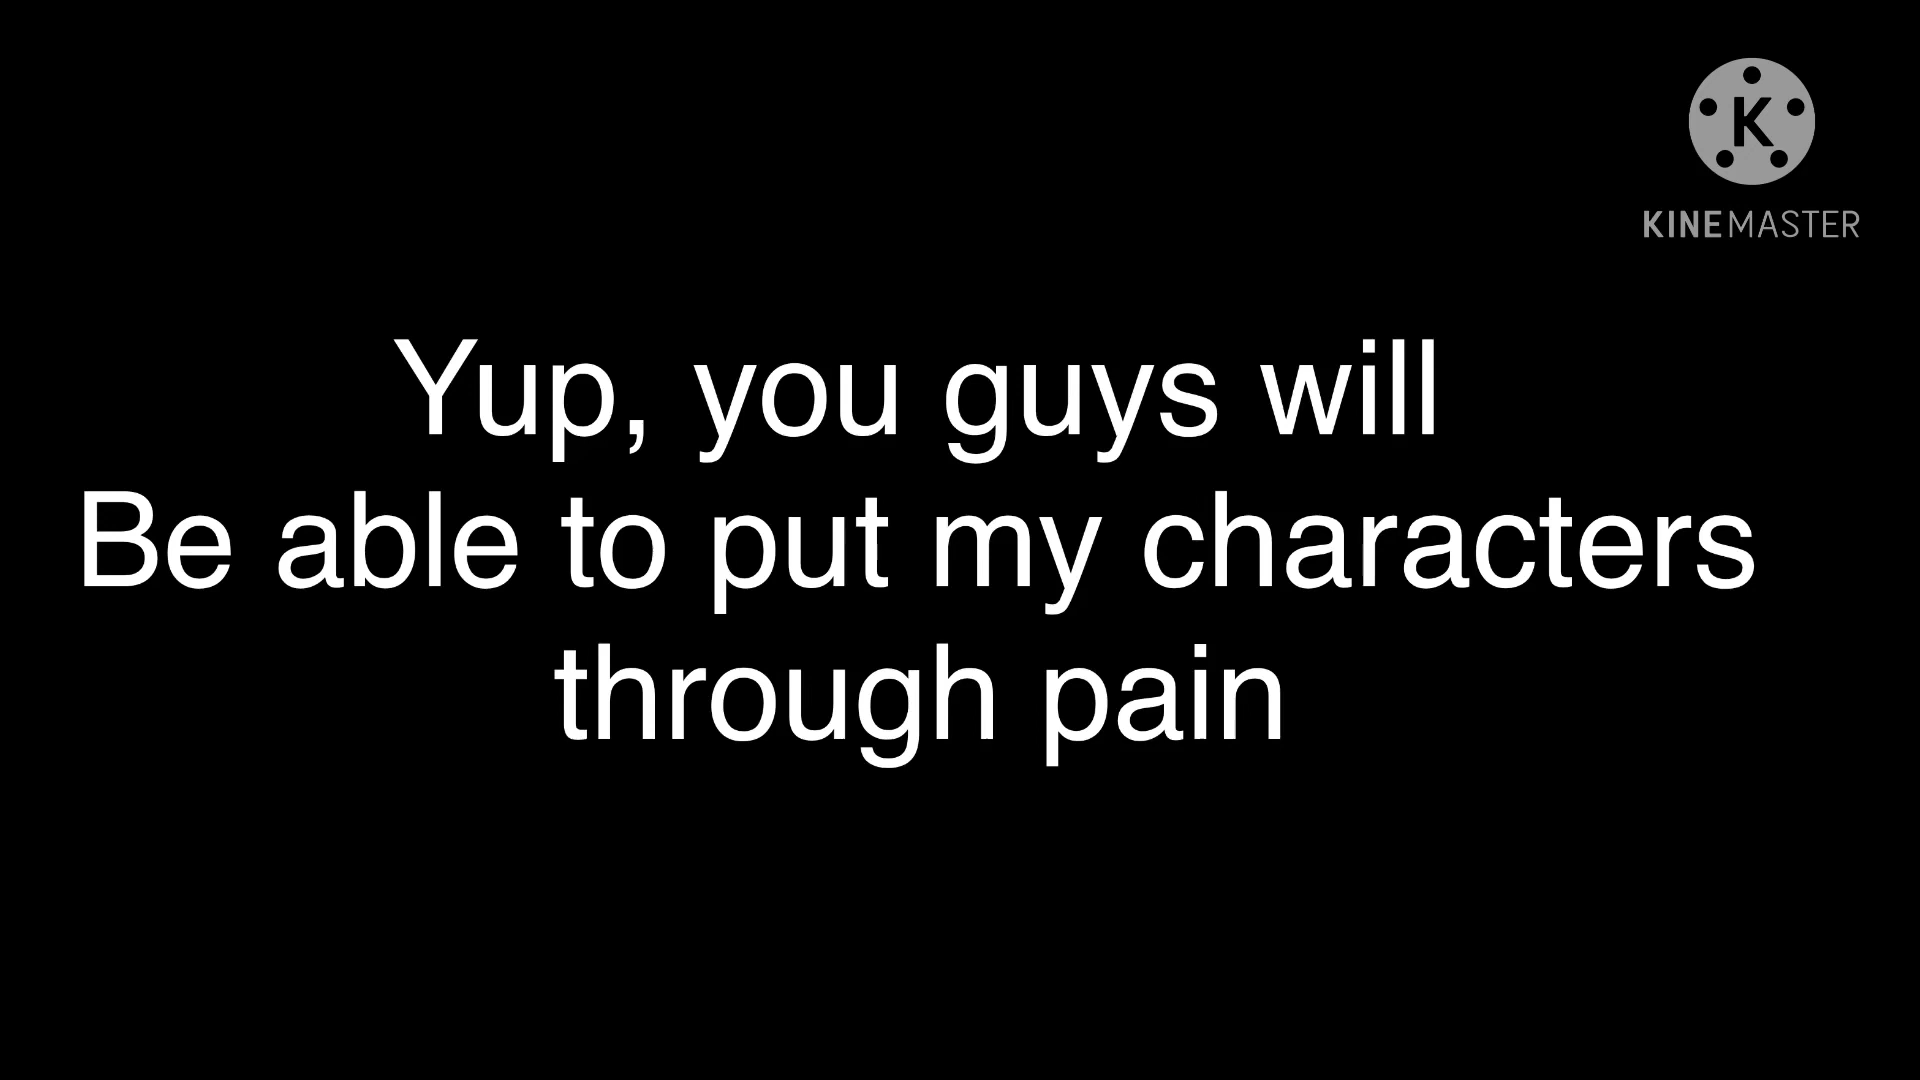 K
KINEMASTER
Yup, you guys will
Be able to put my characters
through pain